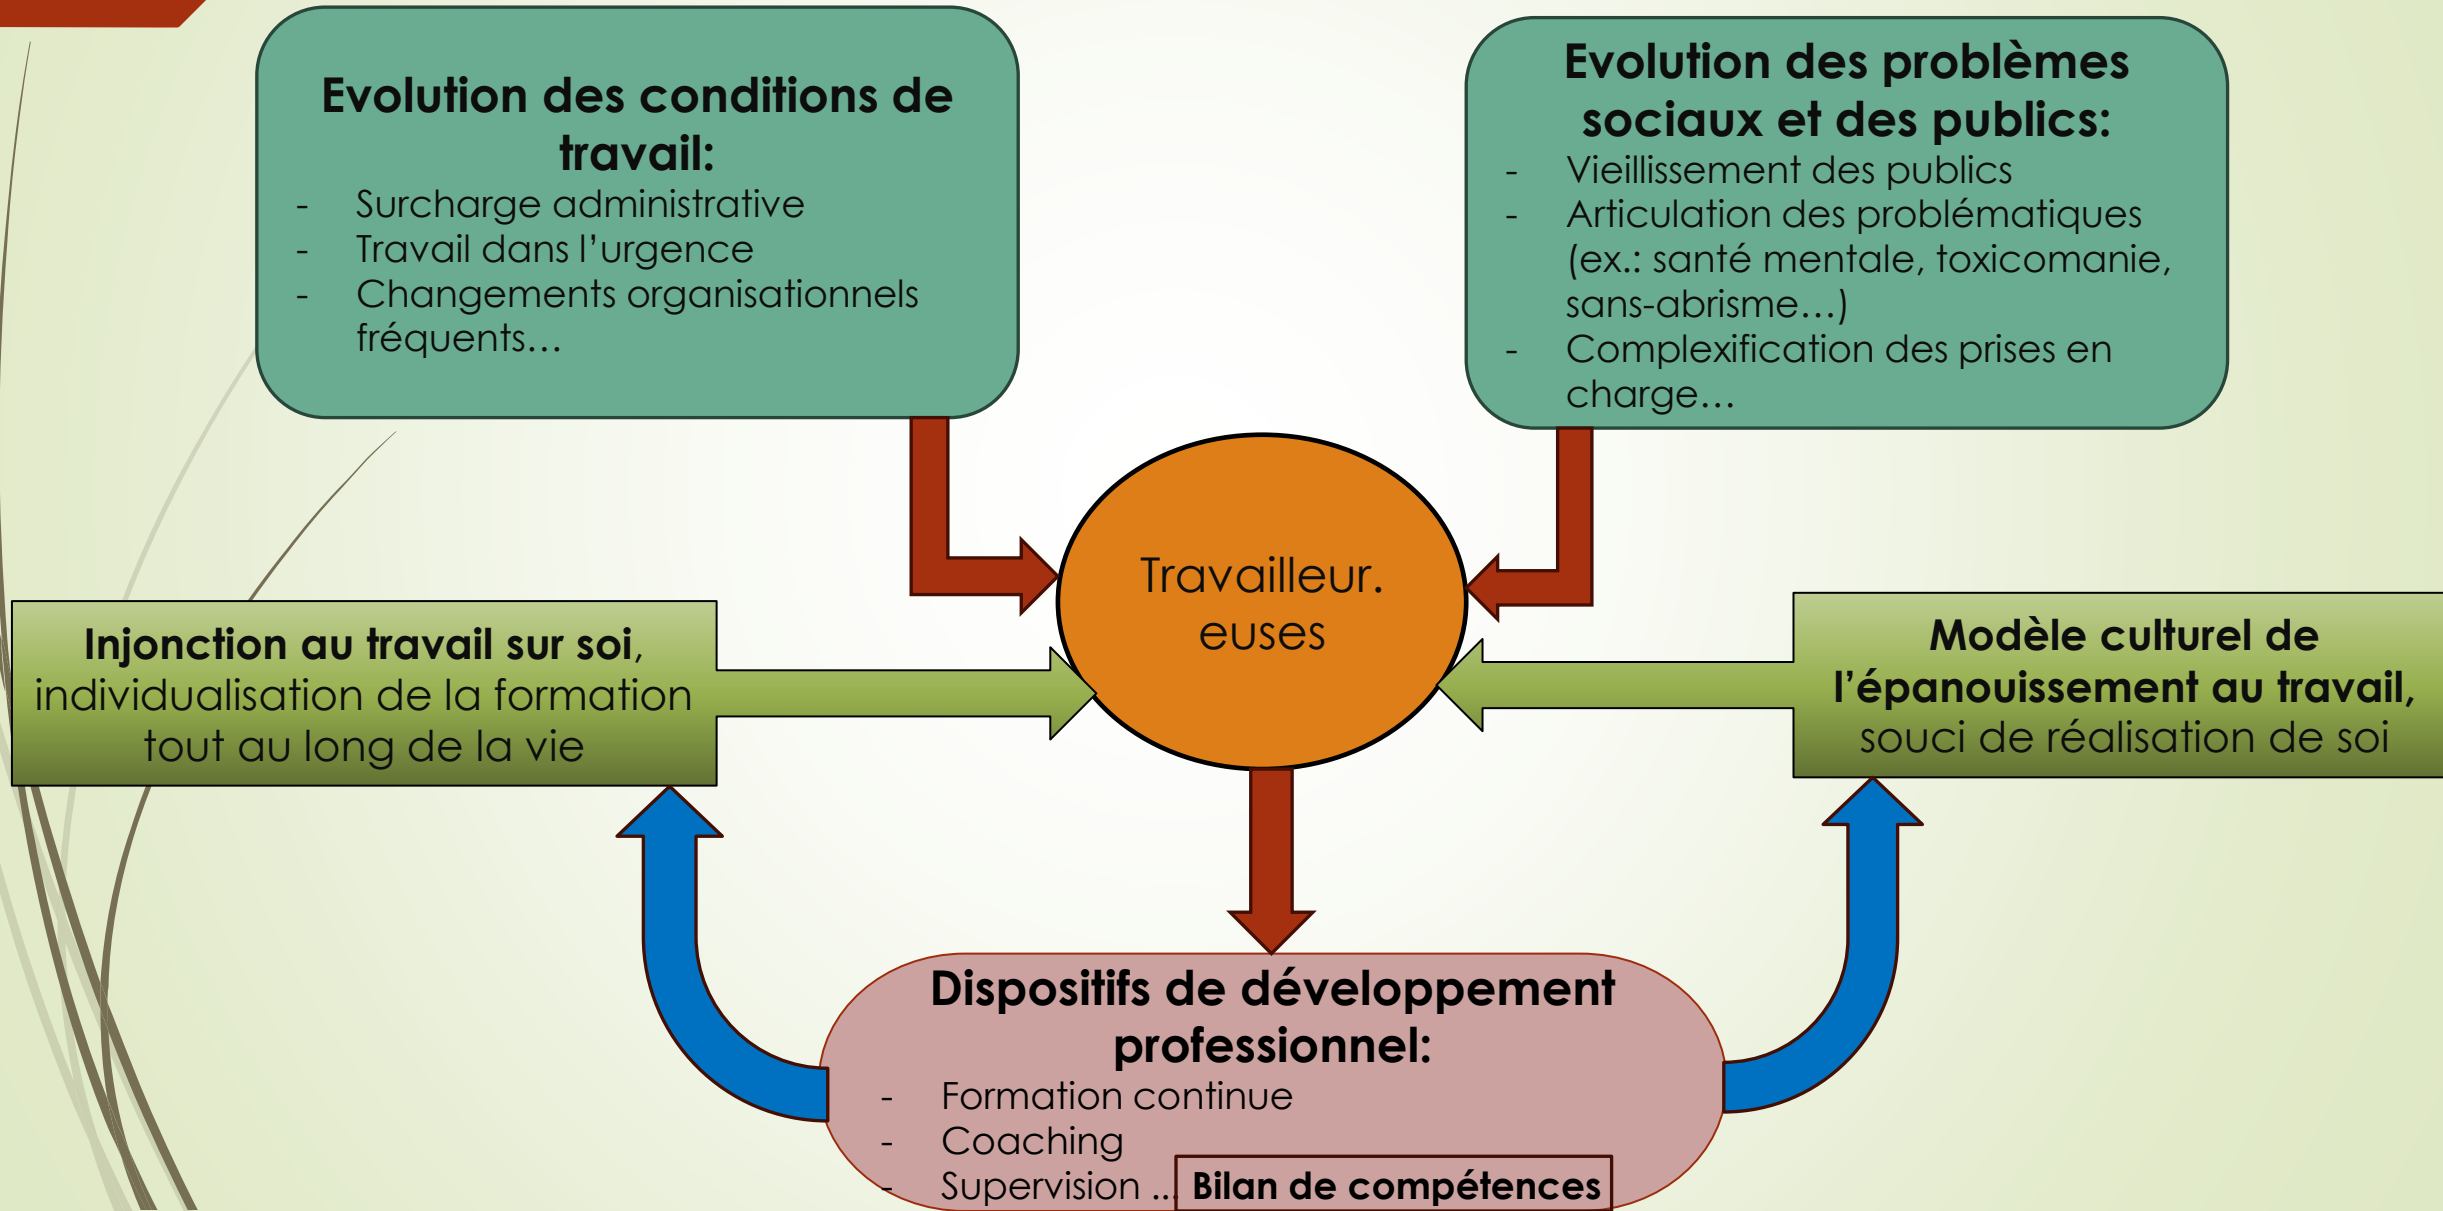 Evolution des conditions de
travail:
- Surcharge administrative
- Travail dans l’urgence
- Changements organisationnels
fréquents…
Evolution des problèmes
sociaux et des publics:
- Vieillissement des publics
- Articulation des problématiques
(ex.: santé mentale, toxicomanie,
sans-abrisme…)
- Complexification des prises en
charge…
Travailleur.
euses
Injonction au travail sur soi,
individualisation de la formation
tout au long de la vie
Modèle culturel de
l’épanouissement au travail,
souci de réalisation de soi
Dispositifs de développement
professionnel:
- Formation continue
- Coaching
- Supervision ... Bilan de compétences